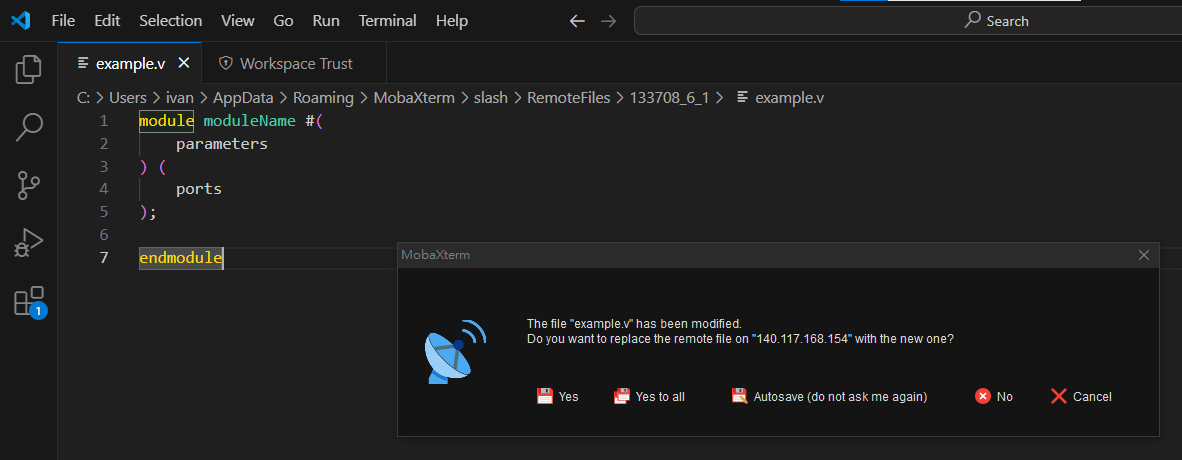 File Edit Selection View Go Run Terminal Help Search
example.v Workspace Trust
C: > Users > ivan > AppData > Roaming > MobaXterm > slash > RemoteFiles > 133708_6_1 > example.v
1 module moduleName #(
2 parameters
3 ) (
4 ports
5 );
6
7 endmodule
1
MobaXterm
The file "example.v" has been modified.
Do you want to replace the remote file on "140.117.168.154" with the new one?
Yes Yes to all Autosave (do not ask me again) No Cancel